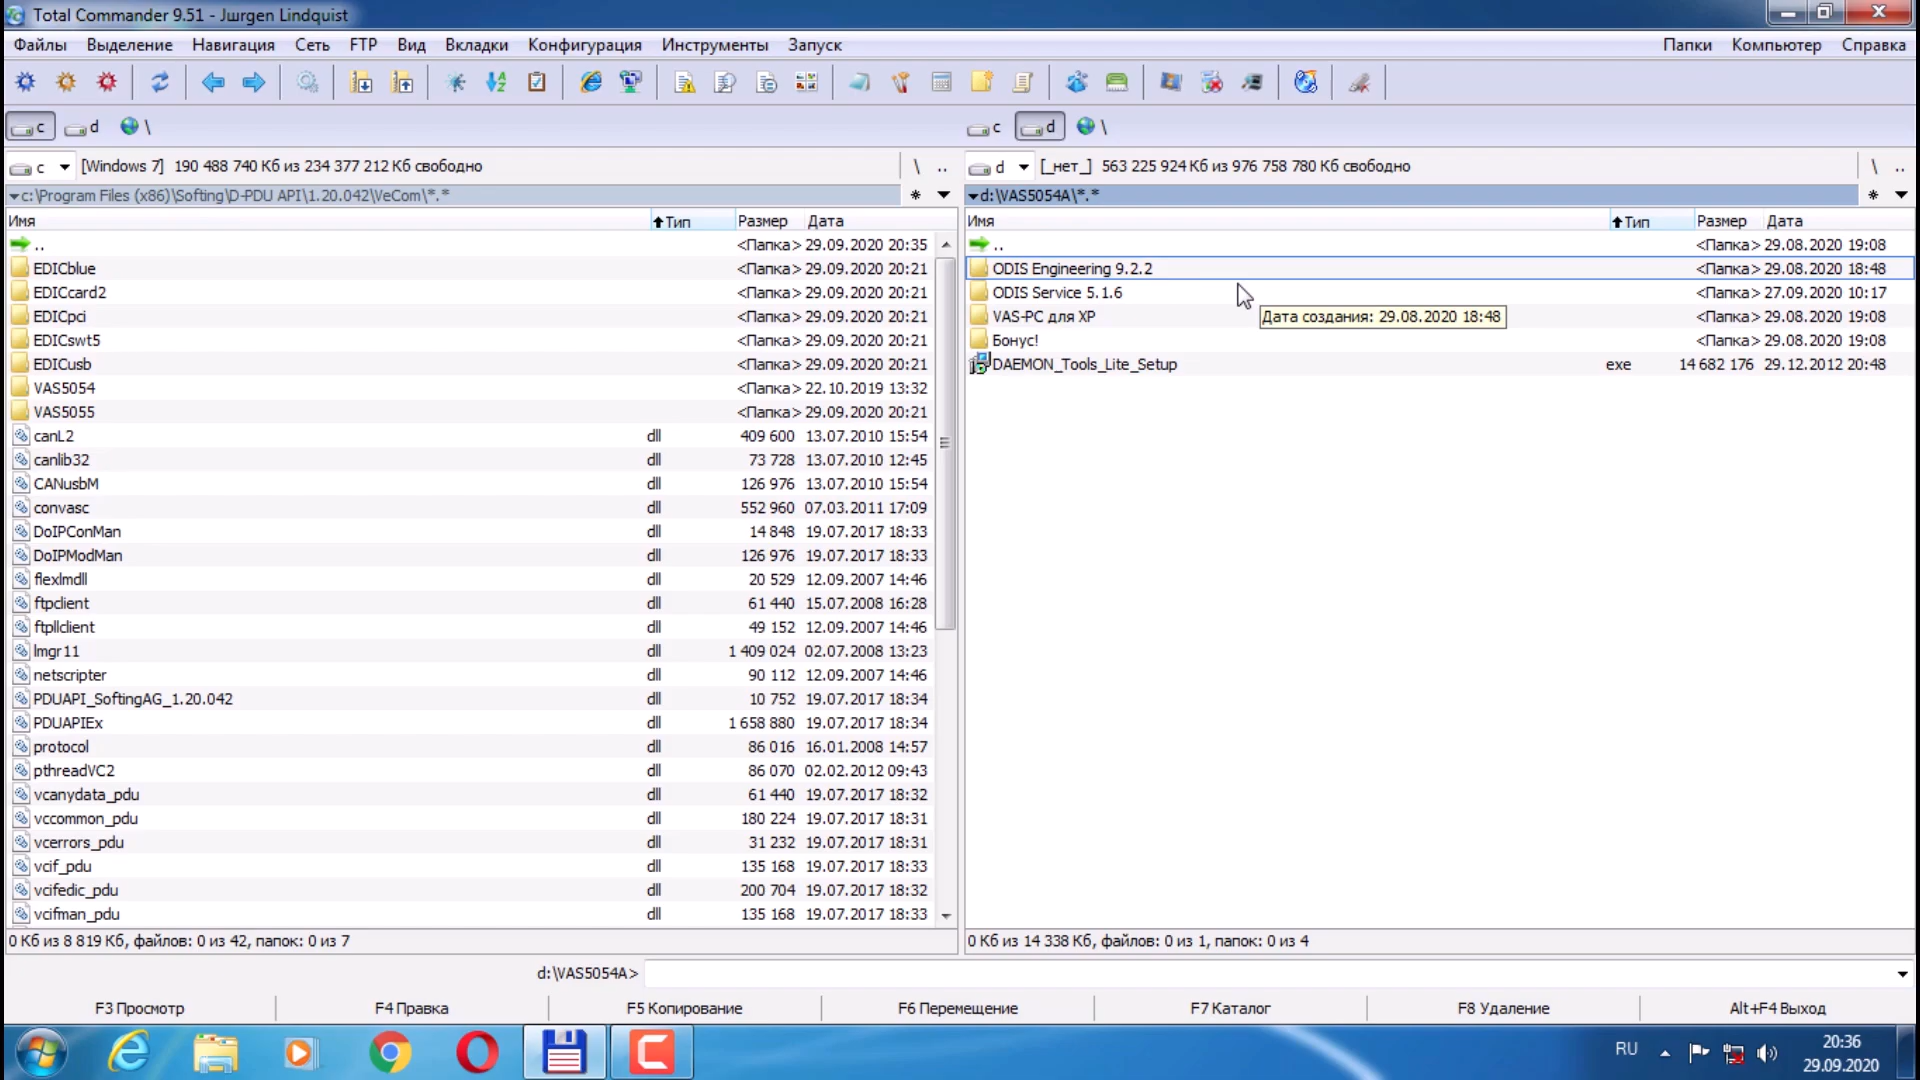 Total Commander 9.51 - Jшrgen Lindquist
Файлы Выделение Навигация Сеть FTP Вид Вкладки Конфигурация Инструменты Запуск Папки Компьютер Справка
c d \ c d \
c [Windows 7] 190 488 740 Кб из 234 377 212 Кб свободно \ ..
d [_нет_] 563 225 924 Кб из 976 758 780 Кб свободно \ ..
c:\Program Files (x86)\Softing\D-PDU API\1.20.042\VeCom\*.* *
d:\VAS5054A\*.* *
Имя Тип Размер Дата
.. <Папка> 29.09.2020 20:35
EDICblue <Папка> 29.09.2020 20:21
EDICcard2 <Папка> 29.09.2020 20:21
EDICpci <Папка> 29.09.2020 20:21
EDICswt5 <Папка> 29.09.2020 20:21
EDICusb <Папка> 29.09.2020 20:21
VAS5054 <Папка> 22.10.2019 13:32
VAS5055 <Папка> 29.09.2020 20:21
canL2 dll 409 600 13.07.2010 15:54
canlib32 dll 73 728 13.07.2010 12:45
CANusbM dll 126 976 13.07.2010 15:54
convasc dll 552 960 07.03.2011 17:09
DoIPConMan dll 14 848 19.07.2017 18:33
DoIPModMan dll 126 976 19.07.2017 18:33
flexlmdll dll 20 529 12.09.2007 14:46
ftpclient dll 61 440 15.07.2008 16:28
ftpllclient dll 49 152 12.09.2007 14:46
lmgr11 dll 1 409 024 02.07.2008 13:23
netscripter dll 90 112 12.09.2007 14:46
PDUAPI_SoftingAG_1.20.042 dll 10 752 19.07.2017 18:34
PDUAPIEx dll 1 658 880 19.07.2017 18:34
protocol dll 86 016 16.01.2008 14:57
pthreadVC2 dll 86 070 02.02.2012 09:43
vcanydata_pdu dll 61 440 19.07.2017 18:32
vccommon_pdu dll 180 224 19.07.2017 18:31
vcerrors_pdu dll 31 232 19.07.2017 18:31
vcif_pdu dll 135 168 19.07.2017 18:33
vcifedic_pdu dll 200 704 19.07.2017 18:32
vcifman_pdu dll 135 168 19.07.2017 18:33
0 Кб из 8 819 Кб, файлов: 0 из 42, папок: 0 из 7
Имя Тип Размер Дата
.. <Папка> 29.08.2020 19:08
ODIS Engineering 9.2.2 <Папка> 29.08.2020 18:48
ODIS Service 5.1.6 <Папка> 27.09.2020 10:17
VAS-PC для XP <Папка> 29.08.2020 19:08
Дата создания: 29.08.2020 18:48
Бонус! <Папка> 29.08.2020 19:08
DAEMON_Tools_Lite_Setup exe 14 682 176 29.12.2012 20:48
0 Кб из 14 338 Кб, файлов: 0 из 1, папок: 0 из 4
d:\VAS5054A>
F3 Просмотр F4 Правка F5 Копирование F6 Перемещение F7 Каталог F8 Удаление Alt+F4 Выход
RU 20:36
29.09.2020